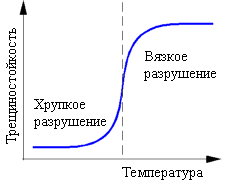 Трещиностойкость
Вязкое
разрушение
Хрупкое
разрушение
Температура